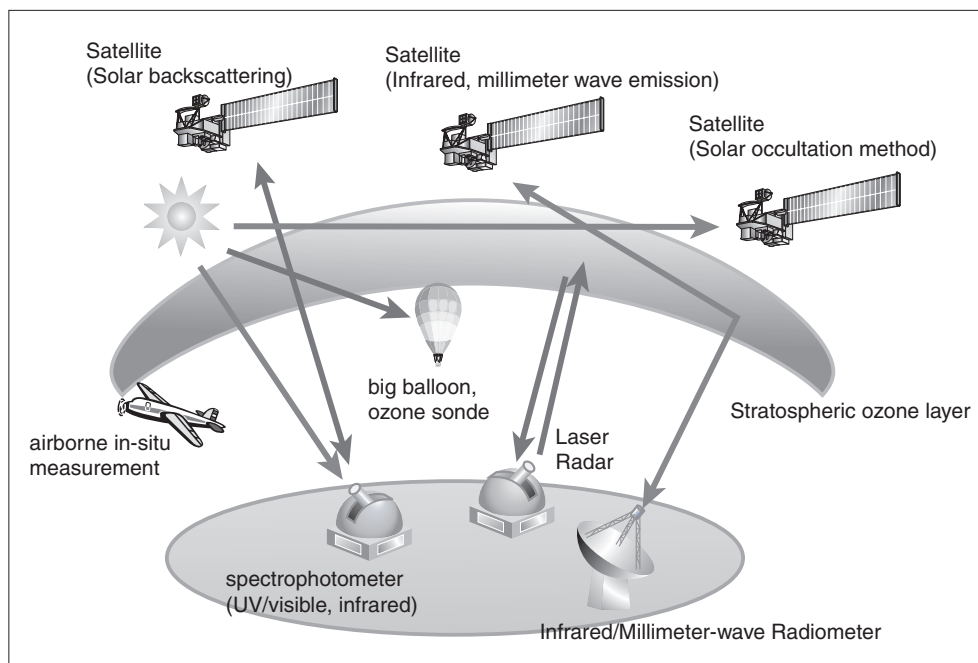 Satellite
(Solar backscattering)
Satellite
(Infrared, millimeter wave emission)
Satellite
(Solar occultation method)
big balloon,
ozone sonde
Stratospheric ozone layer
airborne in-situ
measurement
Laser
Radar
spectrophotometer
(UV/visible, infrared)
Infrared/Millimeter-wave Radiometer